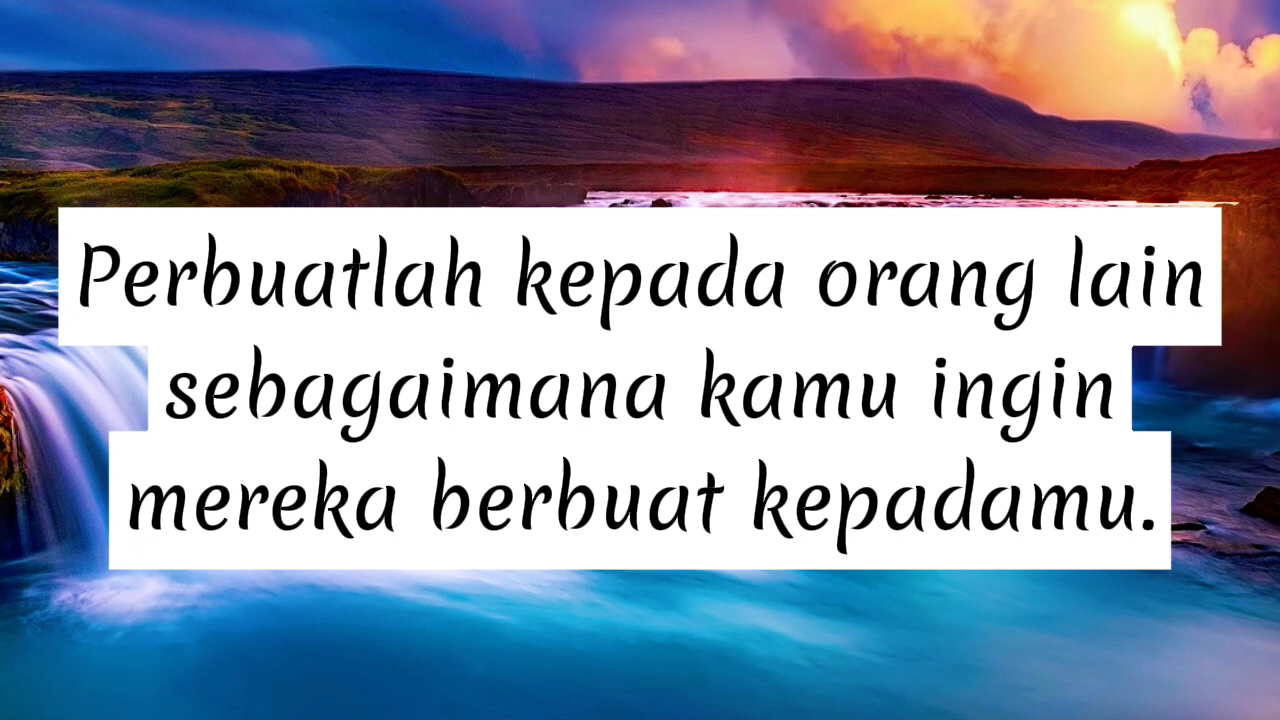 Perbuatlah kepada orang lain
sebagaimana kamu ingin
mereka berbuat kepadamu.